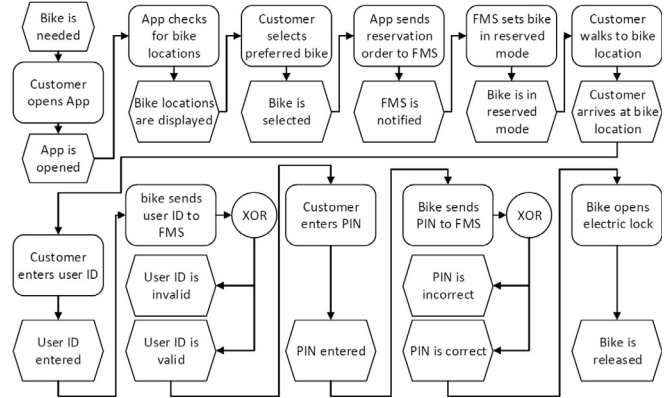 Bike is
needed
Customer
opens App
App is
opened
App checks
for bike
locations
Bike locations
are displayed
Customer
selects
preferred bike
Bike is
selected
App sends
reservation
order to FMS
FMS is
notified
FMS sets bike
in reserved
mode
Bike is in
reserved
mode
Customer
walks to bike
location
Customer
arrives at bike
location
Customer
enters user ID
User ID
entered
bike sends
user ID to
FMS
XOR
User ID is
invalid
User ID is
valid
Customer
enters PIN
PIN entered
Bike sends
PIN to FMS
XOR
PIN is
incorrect
PIN is correct
Bike opens
electric lock
Bike is
released